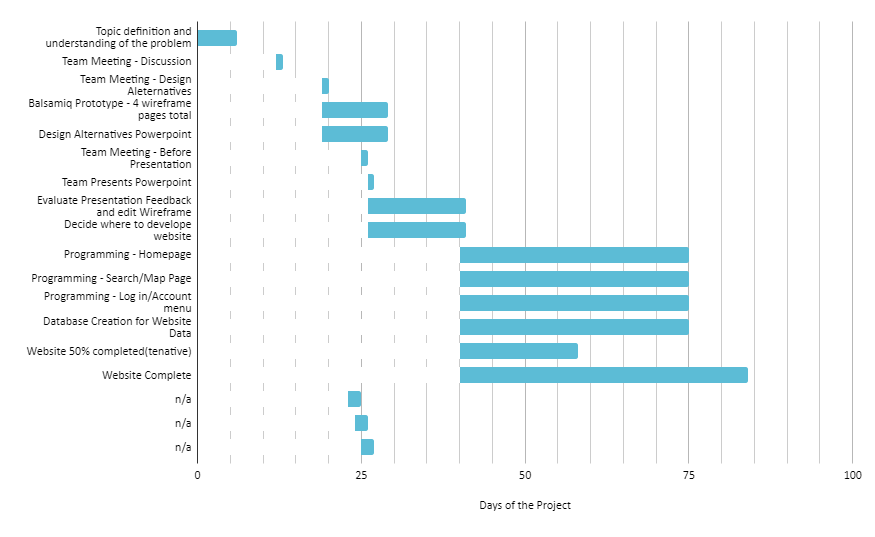 Topic definition and
understanding of the problem
Team Meeting - Discussion
Team Meeting - Design
Aleternatives
Balsamiq Prototype - 4 wireframe
pages total
Design Alternatives Powerpoint
Team Meeting - Before
Presentation
Team Presents Powerpoint
Evaluate Presentation Feedback
and edit Wireframe
Decide where to develope
website
Programming - Homepage
Programming - Search/Map Page
Programming - Log in/Account
menu
Database Creation for Website
Data
Website 50% completed(tenative)
Website Complete
n/a
n/a
n/a
0 25 50 75 100
Days of the Project